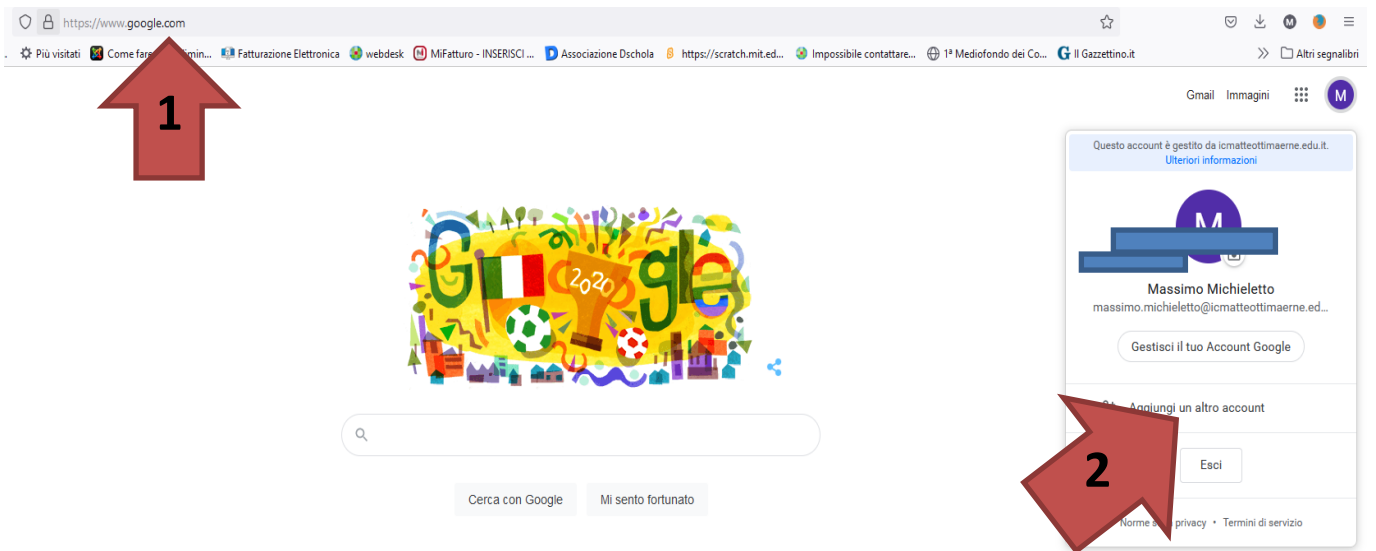 https://www.google.com
Più visitati Come fare imin... Fatturazione Elettronica webdesk MiFatturo - INSERISCI ... Associazione Dschola https://scratch.mit.ed... Impossibile contattare... 1ª Mediofondo dei Co... Il Gazzettino.it Altri segnalibri
1
Gmail Immagini M
Questo account è gestito da icmatteottimaerne.edu.it.
Ulteriori informazioni
M
Google
2020
Massimo Michieletto
massimo.michieletto@icmatteottimaerne.ed...
Gestisci il tuo Account Google
Aggiungi un altro account
2
Esci
Cerca con Google Mi sento fortunato
Norme privacy • Termini di servizio